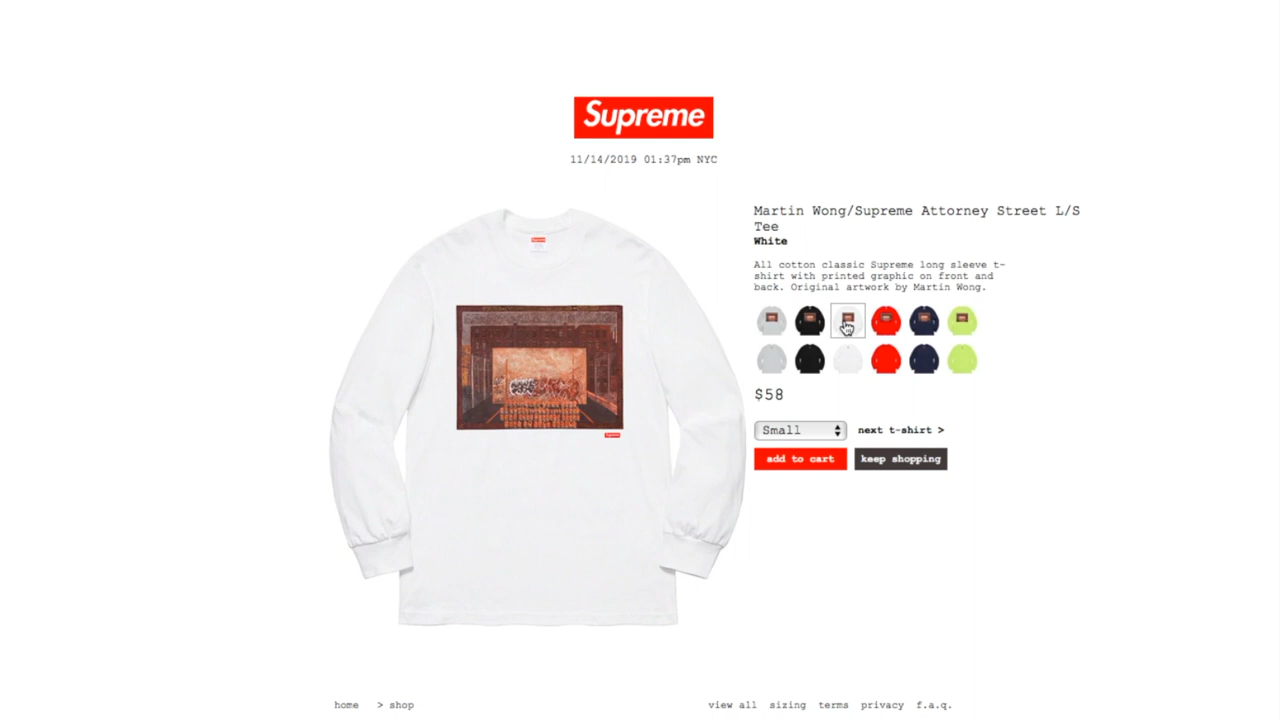 Supreme
11/14/2019 01:37pm NYC
Martin Wong/Supreme Attorney Street L/S
Tee
White
All cotton classic Supreme long sleeve t-
shirt with printed graphic on front and
back. Original artwork by Martin Wong.
$58
Small
next t-shirt >
add to cart
keep shopping
Supreme
Supreme
home > shop
view all sizing terms privacy f.a.q.